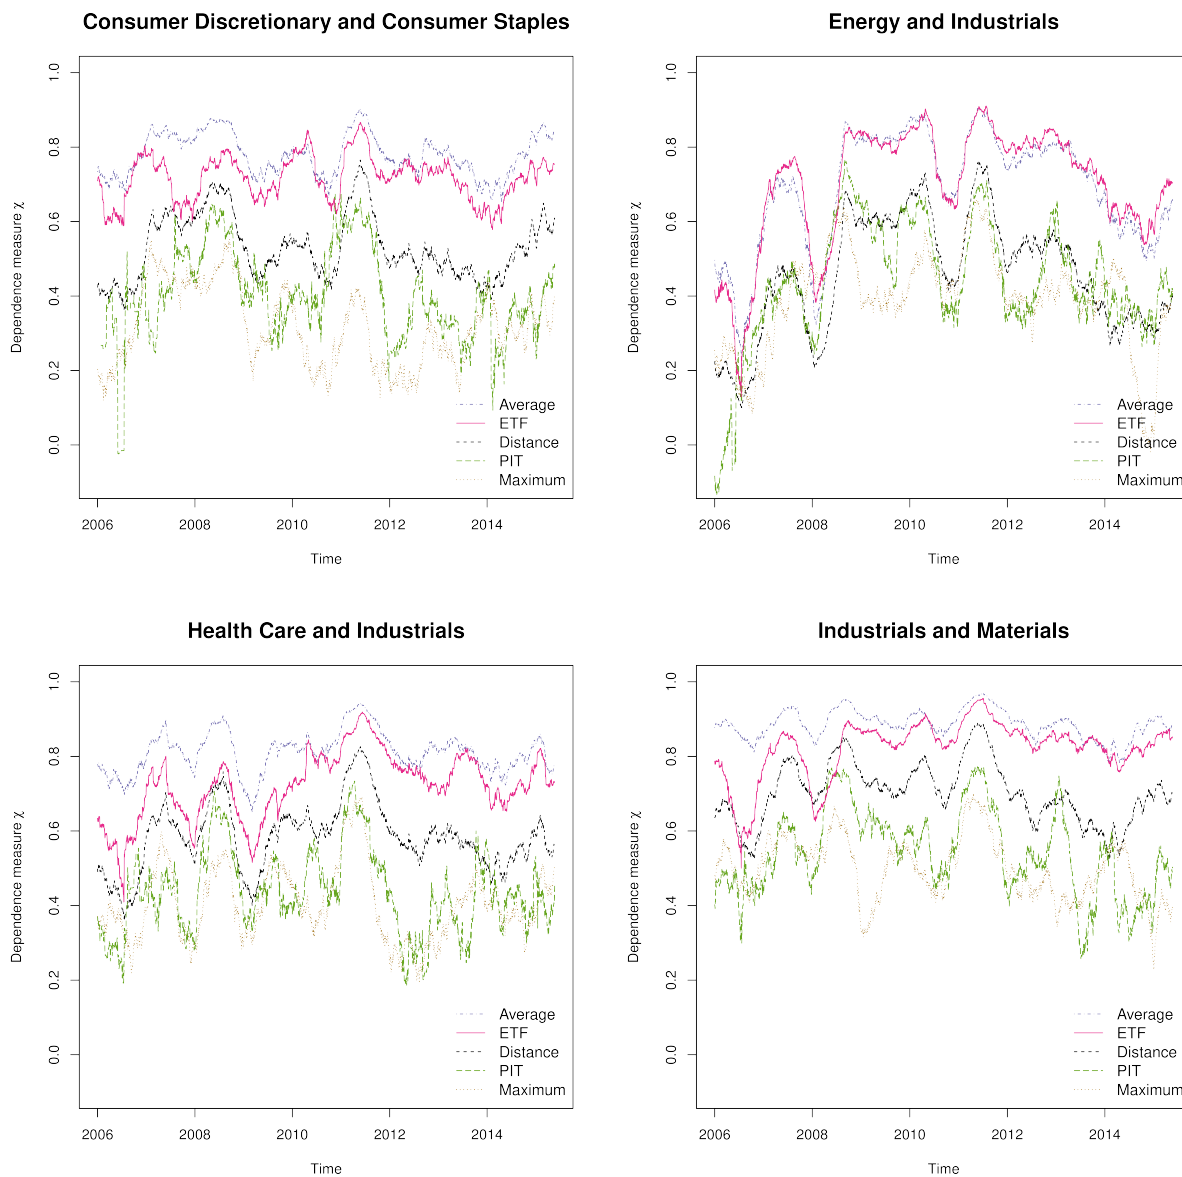 Consumer Discretionary and Consumer Staples
Dependence measure χ
1.0
0.8
0.6
0.4
0.2
0.0
Average
ETF
Distance
PIT
Maximum
2006 2008 2010 2012 2014
Time
Energy and Industrials
Dependence measure χ
1.0
0.8
0.6
0.4
0.2
0.0
Average
ETF
Distance
PIT
Maximum
2006 2008 2010 2012 2014
Time
Health Care and Industrials
Dependence measure χ
1.0
0.8
0.6
0.4
0.2
0.0
Average
ETF
Distance
PIT
Maximum
2006 2008 2010 2012 2014
Time
Industrials and Materials
Dependence measure χ
1.0
0.8
0.6
0.4
0.2
0.0
Average
ETF
Distance
PIT
Maximum
2006 2008 2010 2012 2014
Time